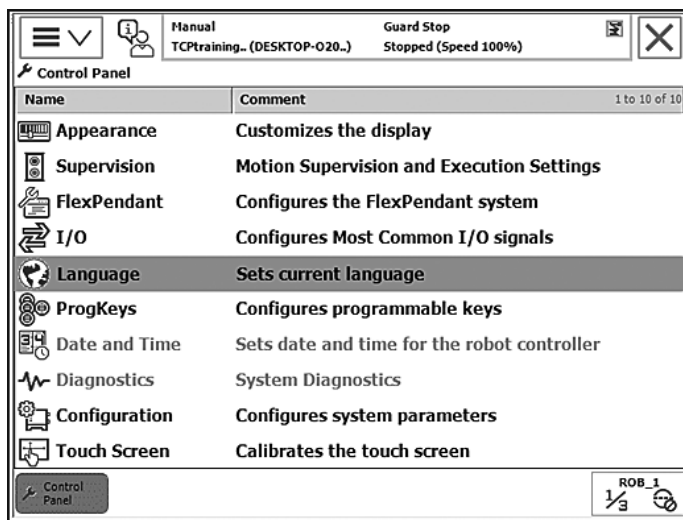 Manual
TCPtraining.. (DESKTOP-O20..)
Guard Stop
Stopped (Speed 100%)
Control Panel
Name Comment 1 to 10 of 10
Appearance Customizes the display
Supervision Motion Supervision and Execution Settings
FlexPendant Configures the FlexPendant system
I/O Configures Most Common I/O signals
Language Sets current language
ProgKeys Configures programmable keys
Date and Time Sets date and time for the robot controller
Diagnostics System Diagnostics
Configuration Configures system parameters
Touch Screen Calibrates the touch screen
Control
Panel
ROB_1
1/3